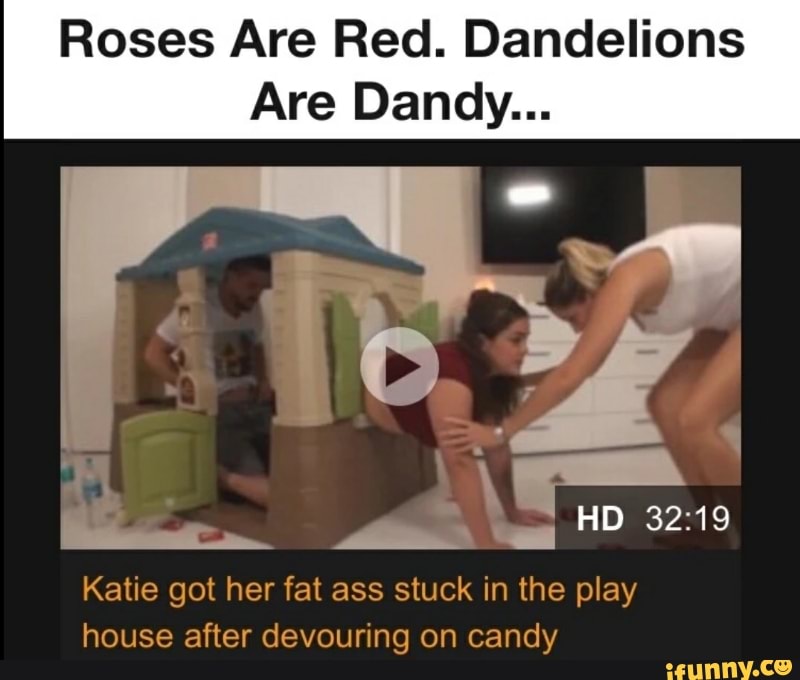 Roses Are Red. Dandelions
Are Dandy...
HD 32:19
Katie got her fat ass stuck in the play
house after devouring on candy
ifunny.co